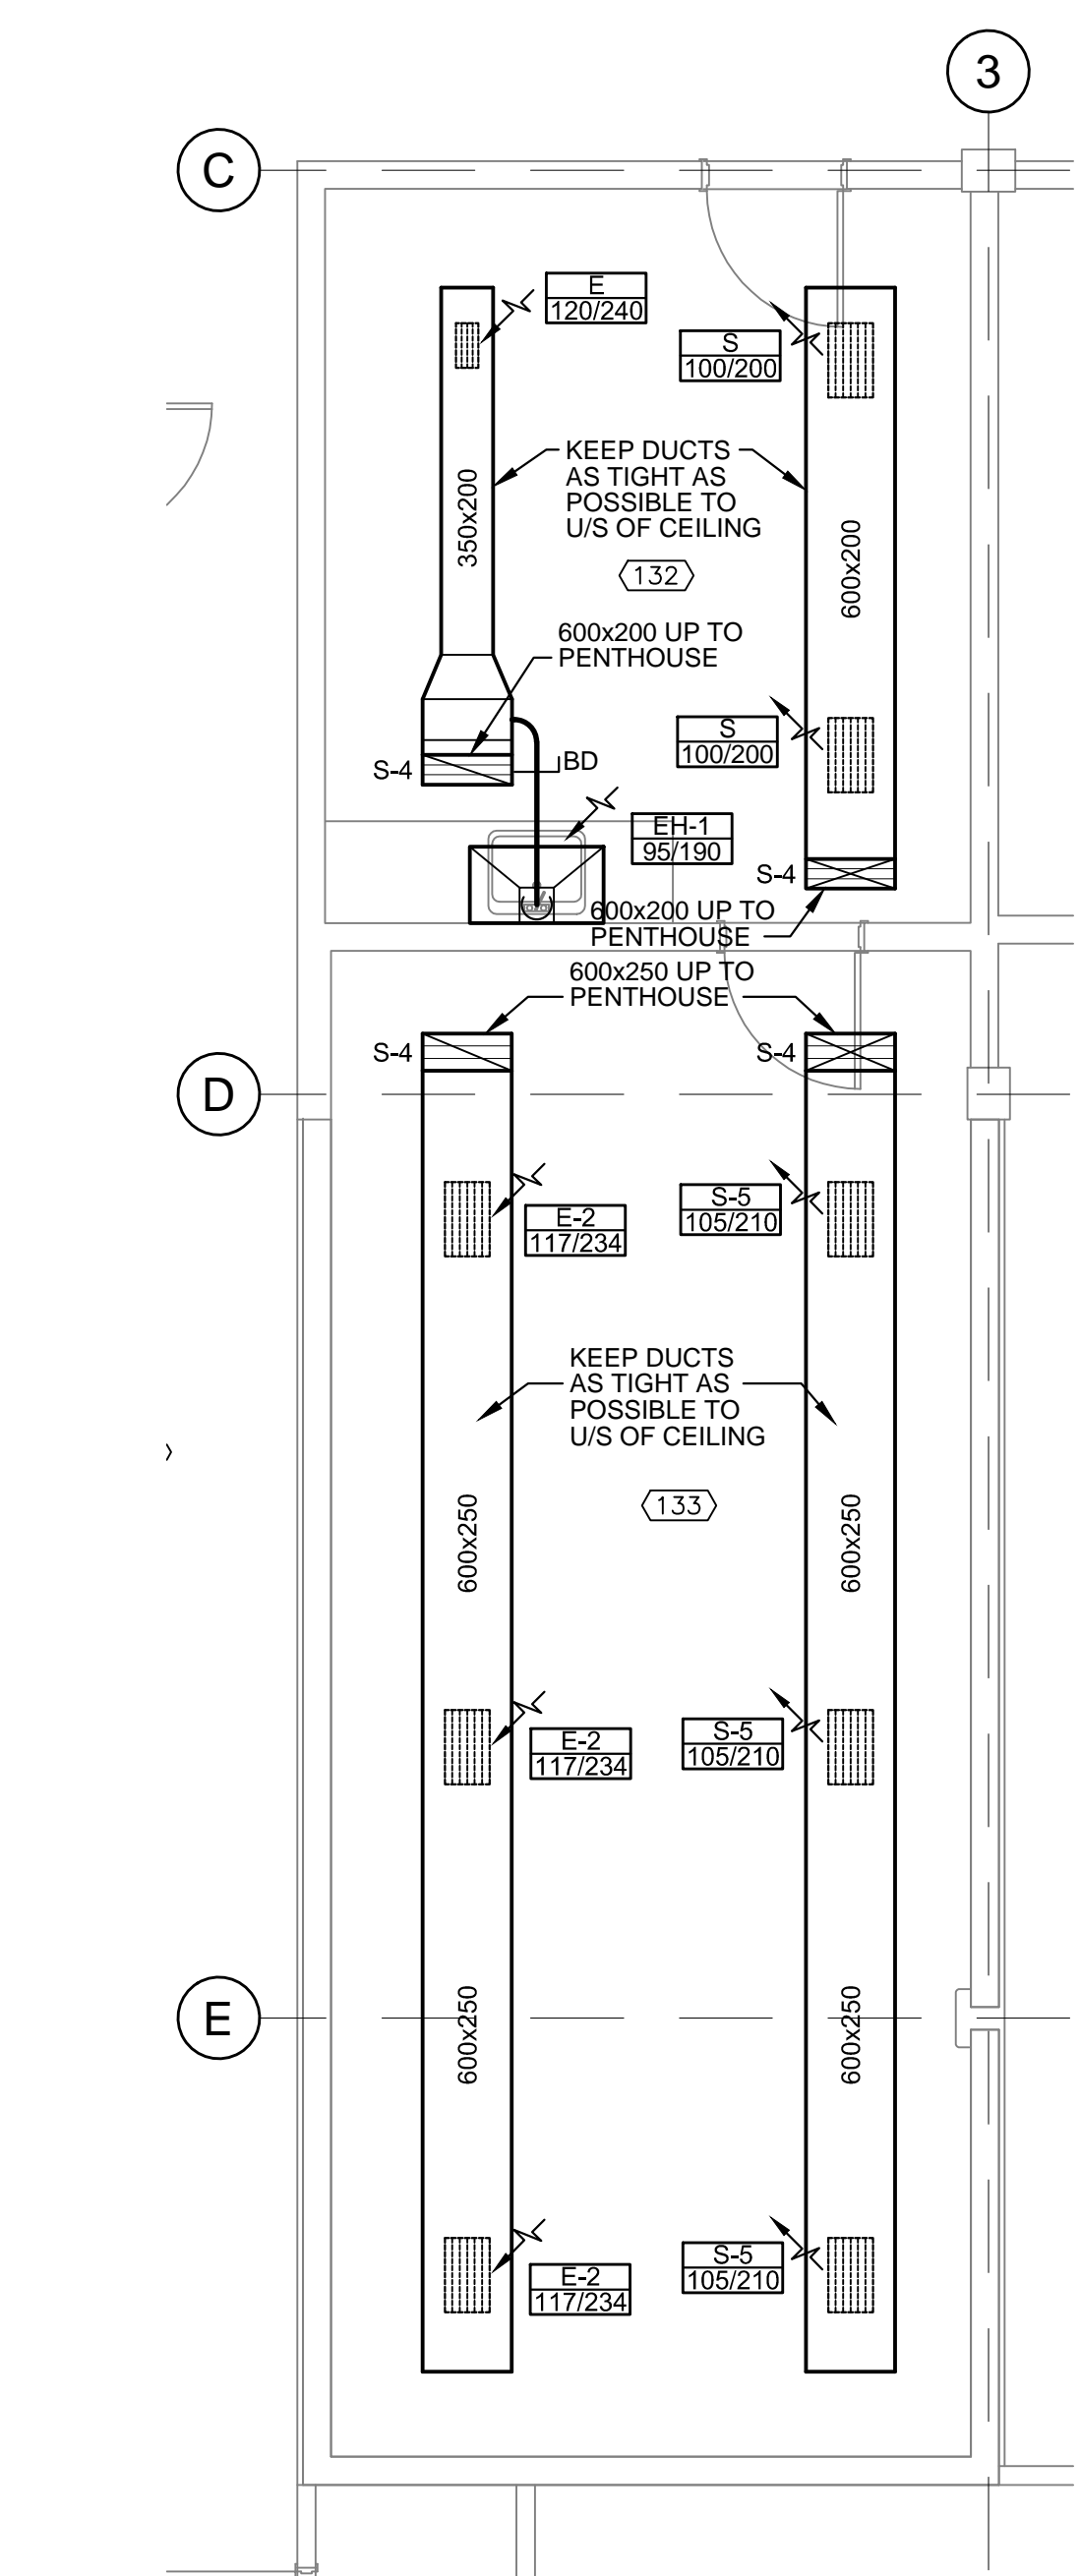 3
C
E
120/240
S
100/200
KEEP DUCTS
AS TIGHT AS
POSSIBLE TO
U/S OF CEILING
350x200
600x200
132
600x200 UP TO
PENTHOUSE
S
100/200
S-4
BD
EH-1
95/190
S-4
600x200 UP TO
PENTHOUSE
600x250 UP TO
PENTHOUSE
S-4
S-4
D
E-2
117/234
S-5
105/210
KEEP DUCTS
AS TIGHT AS
POSSIBLE TO
U/S OF CEILING
133
600x250
600x250
E-2
117/234
S-5
105/210
E
600x250
600x250
E-2
117/234
S-5
105/210